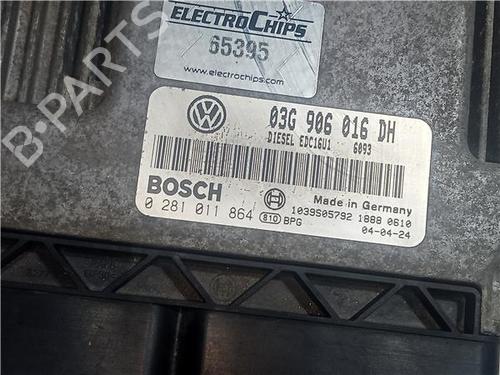 ELECTROCHIPS
65395
www.electrochips.com
03G 906 016 DH
DIESEL EDC16U1 6093
BOSCH
Made in Germany
0 281 011 864
810 BPG
1039S05792 1888 0610
04-04-24
B-PARTS